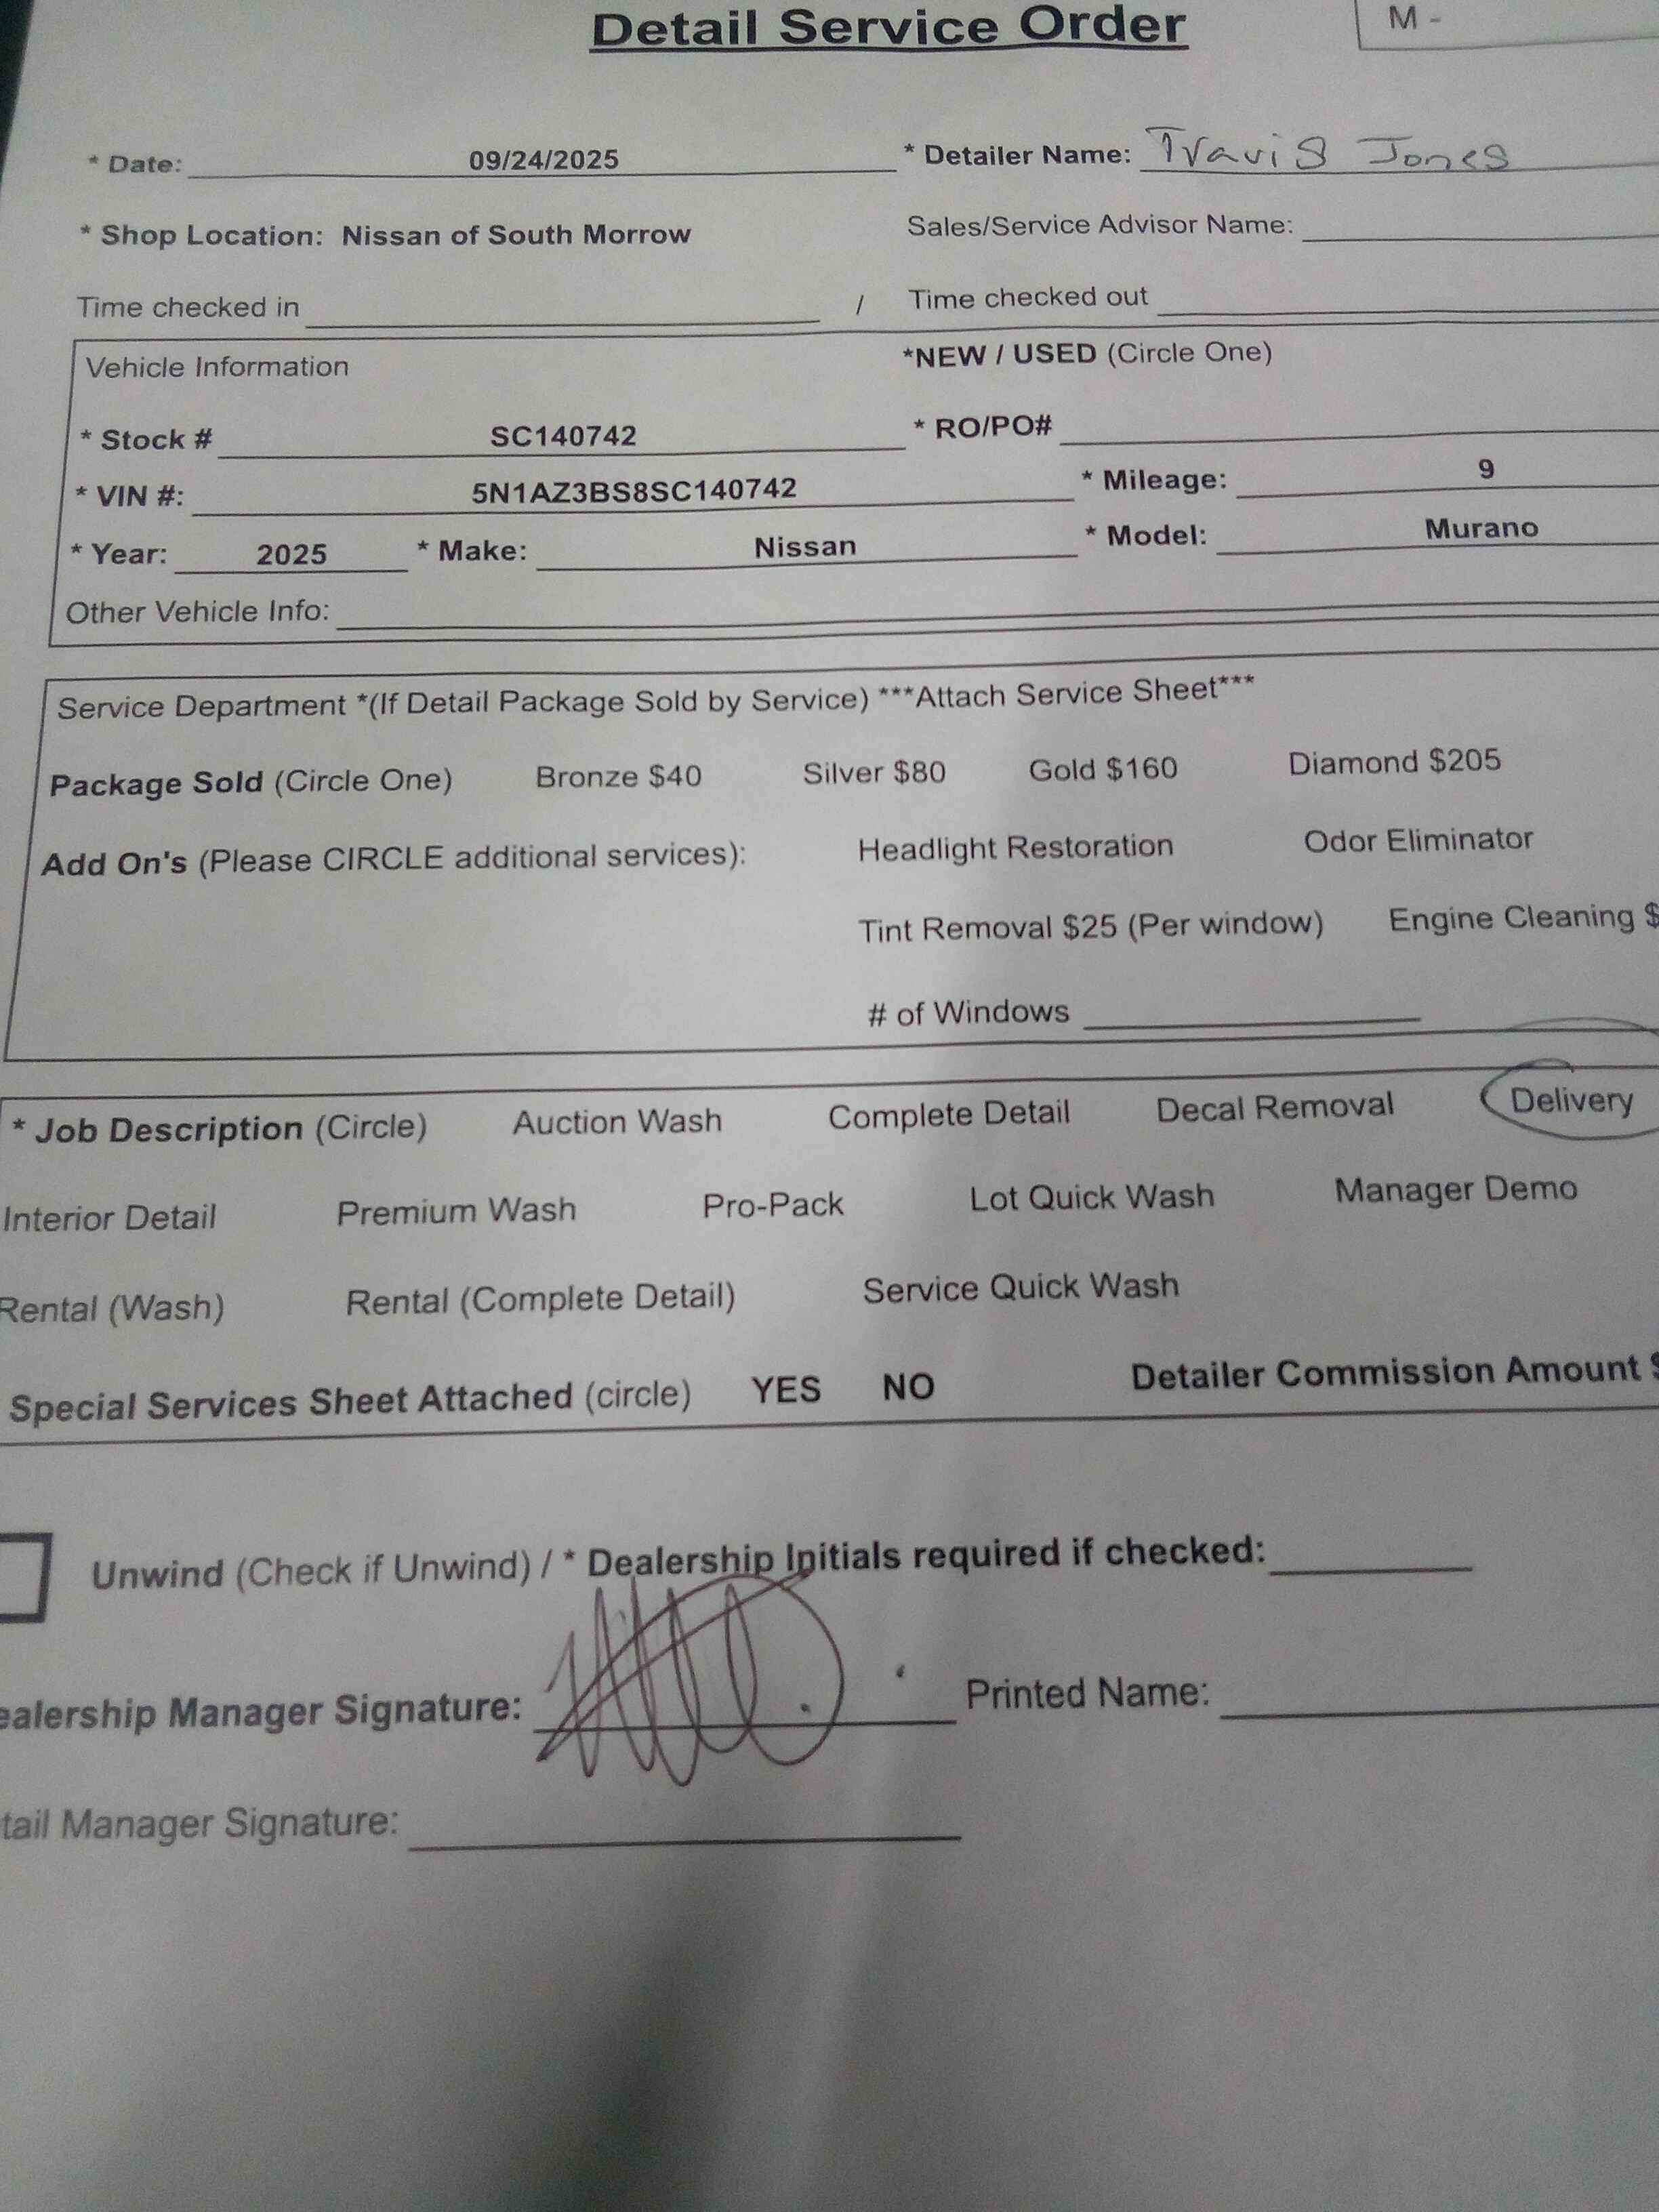 Detail Service Order
M -
* Date: 09/24/2025 * Detailer Name: Travis Jones
* Shop Location: Nissan of South Morrow Sales/Service Advisor Name:
Time checked in / Time checked out
Vehicle Information *NEW / USED (Circle One)
* Stock # SC140742 * RO/PO#
* VIN #: 5N1AZ3BS8SC140742 * Mileage: 9
* Year: 2025 * Make: Nissan * Model: Murano
Other Vehicle Info:
Service Department *(If Detail Package Sold by Service) ***Attach Service Sheet***
Package Sold (Circle One) Bronze $40 Silver $80 Gold $160 Diamond $205
Add On's (Please CIRCLE additional services): Headlight Restoration Odor Eliminator
Tint Removal $25 (Per window) Engine Cleaning $
# of Windows
* Job Description (Circle) Auction Wash Complete Detail Decal Removal Delivery
Interior Detail Premium Wash Pro-Pack Lot Quick Wash Manager Demo
Rental (Wash) Rental (Complete Detail) Service Quick Wash
Special Services Sheet Attached (circle) YES NO Detailer Commission Amount $
Unwind (Check if Unwind) / * Dealership Initials required if checked:
ealership Manager Signature: Printed Name:
tail Manager Signature: